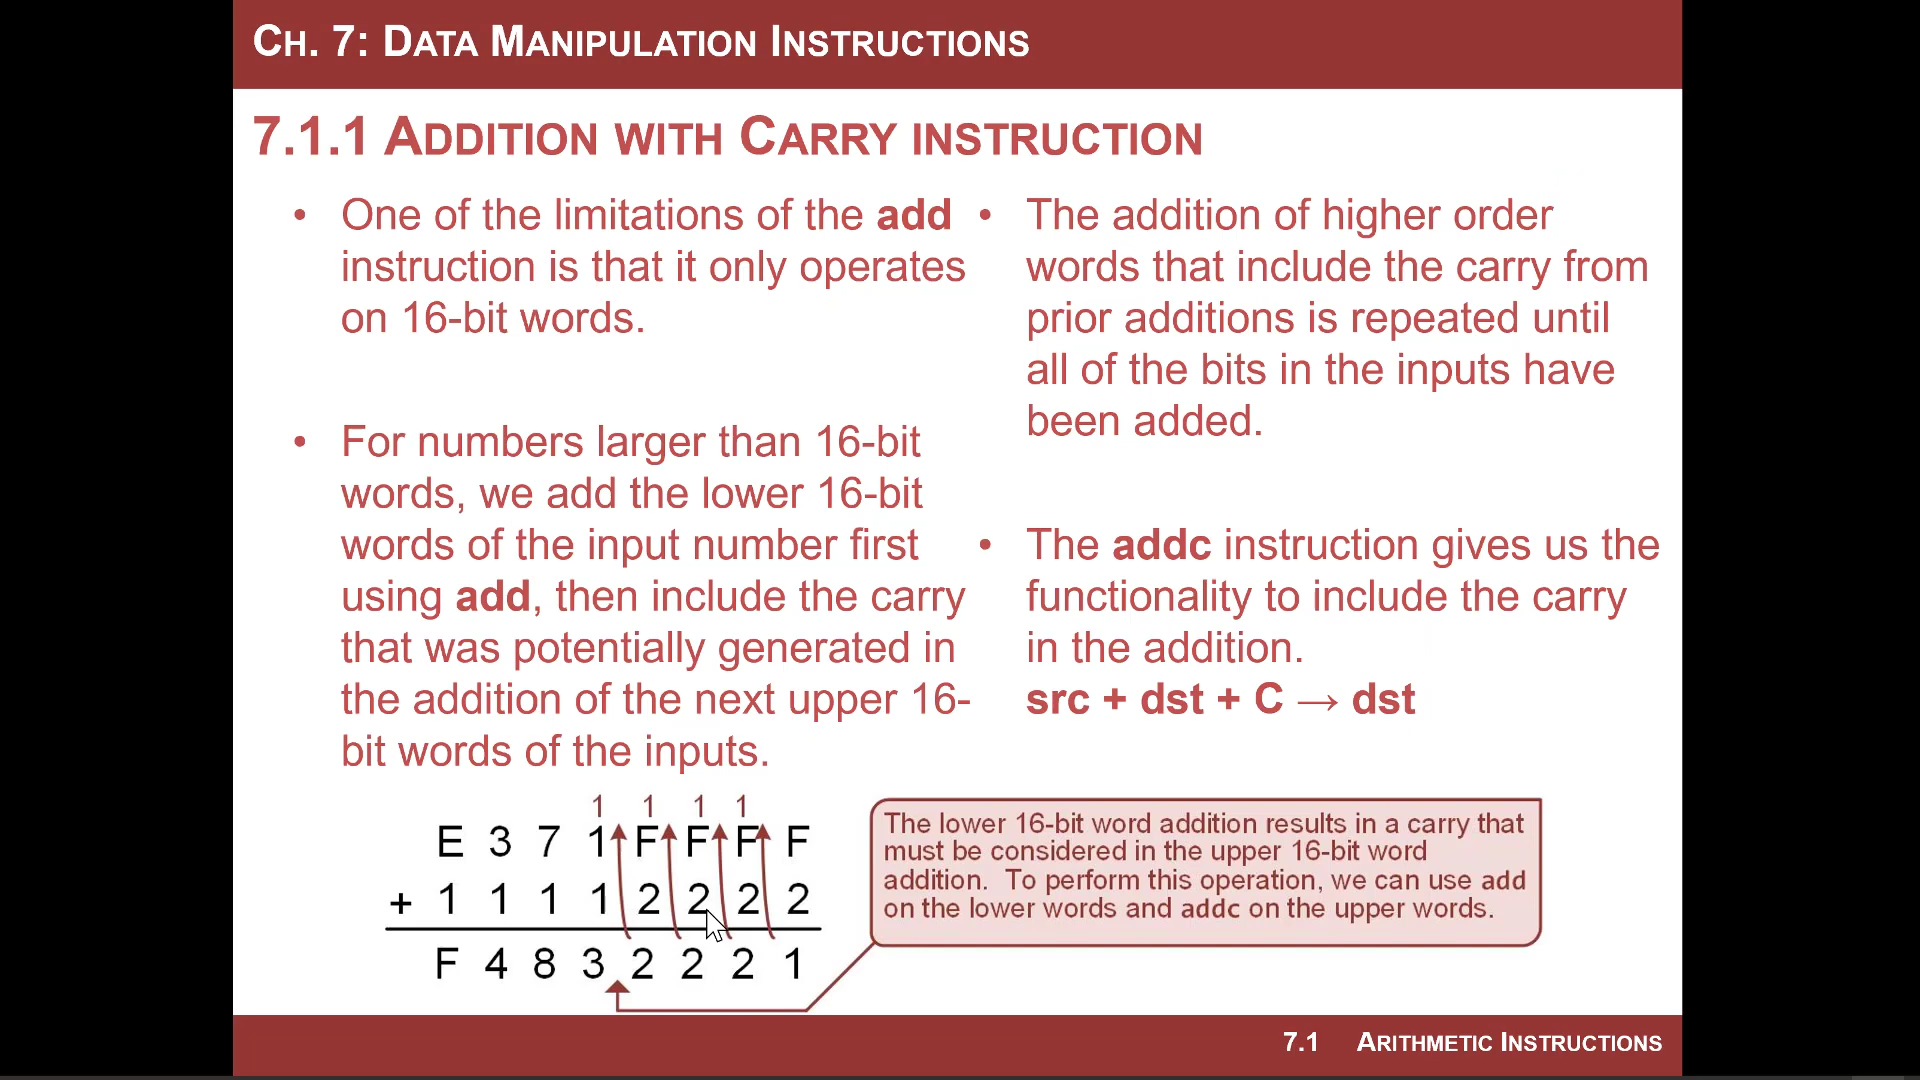 CH. 7: DATA MANIPULATION INSTRUCTIONS
7.1.1 ADDITION WITH CARRY INSTRUCTION
• One of the limitations of the add
instruction is that it only operates
on 16-bit words.
• For numbers larger than 16-bit
words, we add the lower 16-bit
words of the input number first
using add, then include the carry
that was potentially generated in
the addition of the next upper 16-
bit words of the inputs.
• The addition of higher order
words that include the carry from
prior additions is repeated until
all of the bits in the inputs have
been added.
• The addc instruction gives us the
functionality to include the carry
in the addition.
src + dst + C → dst
1 1 1 1
E 3 7 1 F F F F
+ 1 1 1 1 2 2 2 2
F 4 8 3 2 2 2 1
The lower 16-bit word addition results in a carry that
must be considered in the upper 16-bit word
addition. To perform this operation, we can use add
on the lower words and addc on the upper words.
7.1 ARITHMETIC INSTRUCTIONS